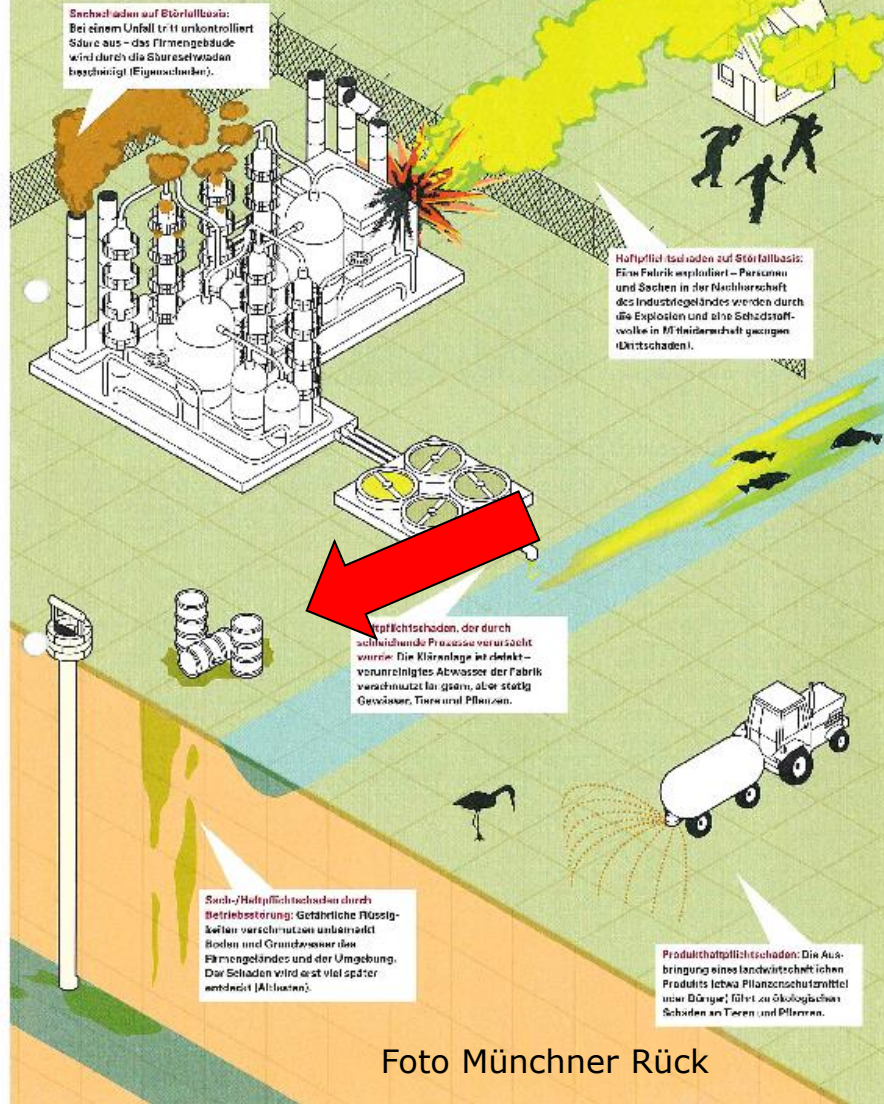 Sachschaden auf Störfallbasis:
Bei einem Unfall tritt unkontrolliert
Säure aus – das Firmengebäude
wird durch die Säureschwaden
beschädigt (Eigenschaden).
Haftpflichtschaden auf Störfallbasis:
Eine Fabrik explodiert – Personen
und Sachen in der Nachbarschaft
des Industriegeländes werden durch
die Explosion und eine Schadstoff-
wolke in Mitleidenschaft gezogen
(Drittschaden).
tpflichtschaden, der durch
schleichende Prozesse verursacht
wurde: Die Kläranlage ist defekt –
verunreinigtes Abwasser der Fabrik
verschmutzt langsam, aber stetig
Gewässer, Tiere und Pflanzen.
Sach-/Haftpflichtschaden durch
Betriebsstörung: Gefährliche Flüssig-
keiten verschmutzen unbemerkt
Boden und Grundwasser des
Firmengeländes und der Umgebung.
Der Schaden wird erst viel später
entdeckt (Altlasten).
Produkthaftpflichtschaden: Die Aus-
bringung eines landwirtschaftlichen
Produkts (etwa Pflanzenschutzmittel
oder Dünger) führt zu ökologischen
Schäden an Tieren und Pflanzen.
Foto Münchner Rück